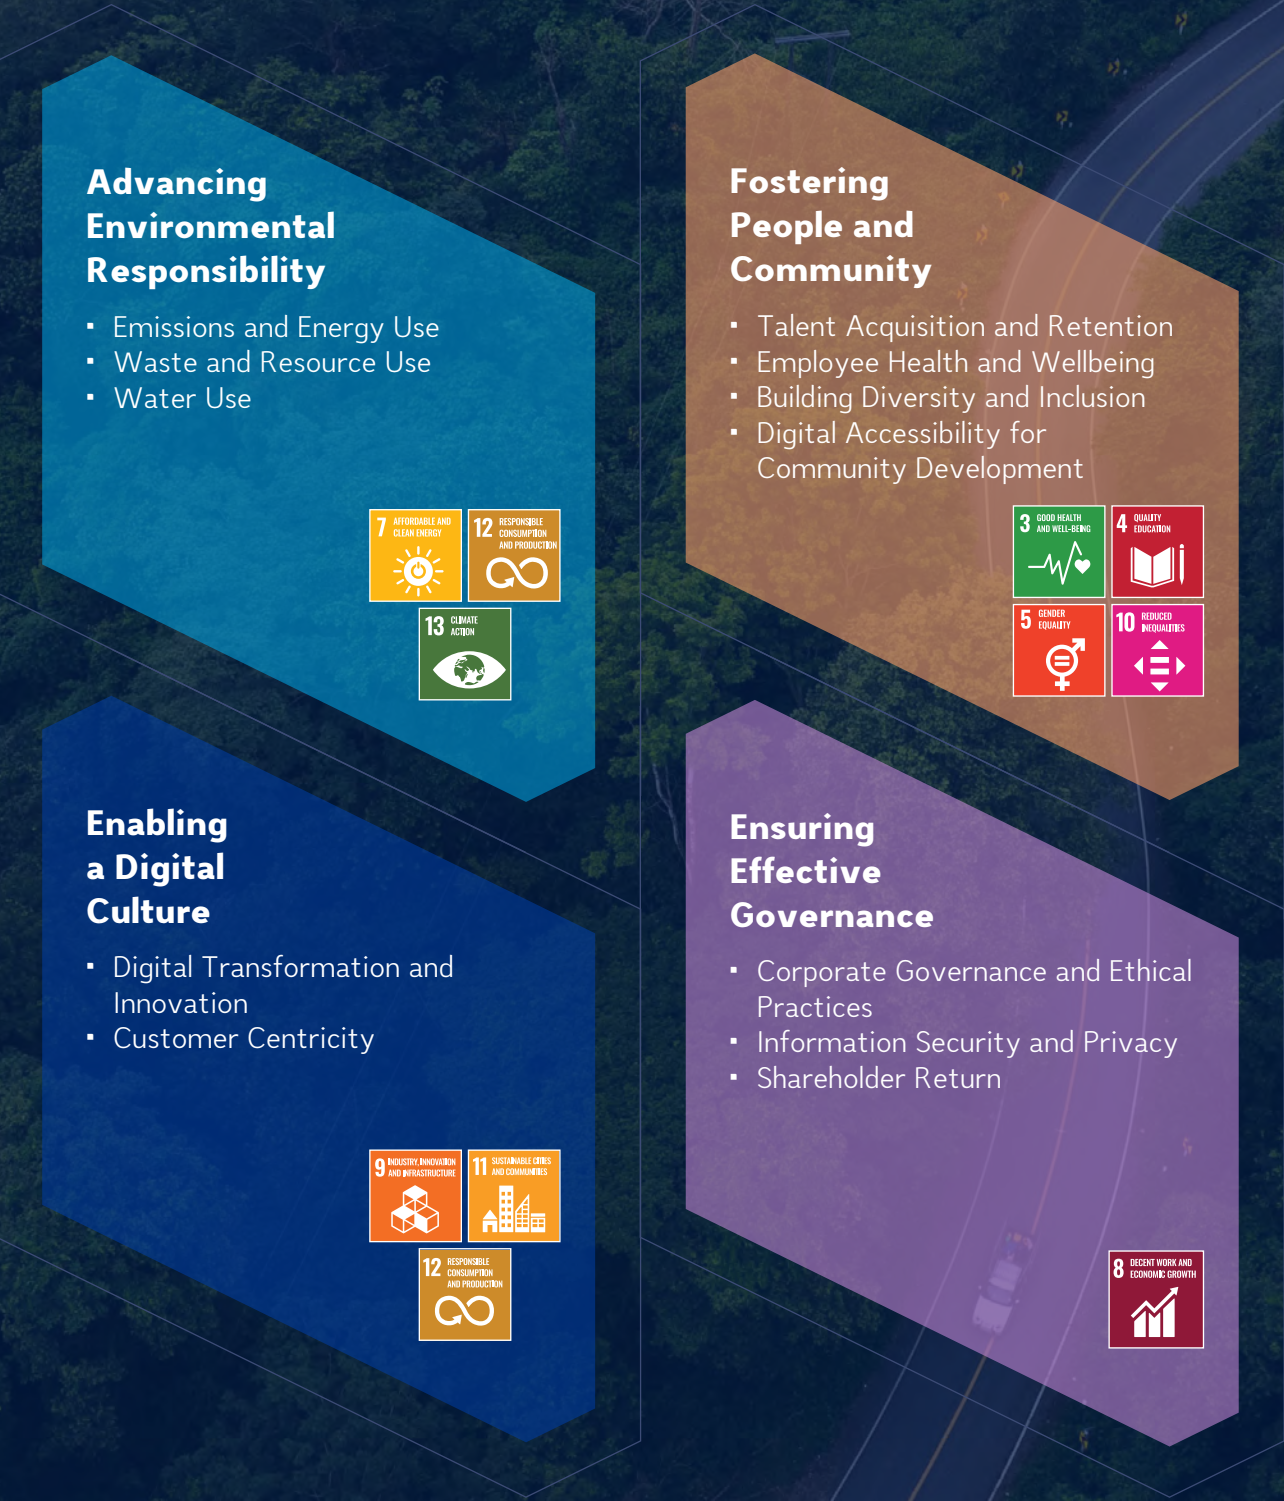 Advancing
Environmental
Responsibility
▪ Emissions and Energy Use
▪ Waste and Resource Use
▪ Water Use
7 AFFORDABLE AND
CLEAN ENERGY
12 RESPONSIBLE
CONSUMPTION
AND PRODUCTION
13 CLIMATE
ACTION
Fostering
People and
Community
▪ Talent Acquisition and Retention
▪ Employee Health and Wellbeing
▪ Building Diversity and Inclusion
▪ Digital Accessibility for
Community Development
3 GOOD HEALTH
AND WELL-BEING
4 QUALITY
EDUCATION
5 GENDER
EQUALITY
10 REDUCED
INEQUALITIES
Enabling
a Digital
Culture
▪ Digital Transformation and
Innovation
▪ Customer Centricity
9 INDUSTRY, INNOVATION
AND INFRASTRUCTURE
11 SUSTAINABLE CITIES
AND COMMUNITIES
12 RESPONSIBLE
CONSUMPTION
AND PRODUCTION
Ensuring
Effective
Governance
▪ Corporate Governance and Ethical
Practices
▪ Information Security and Privacy
▪ Shareholder Return
8 DECENT WORK AND
ECONOMIC GROWTH